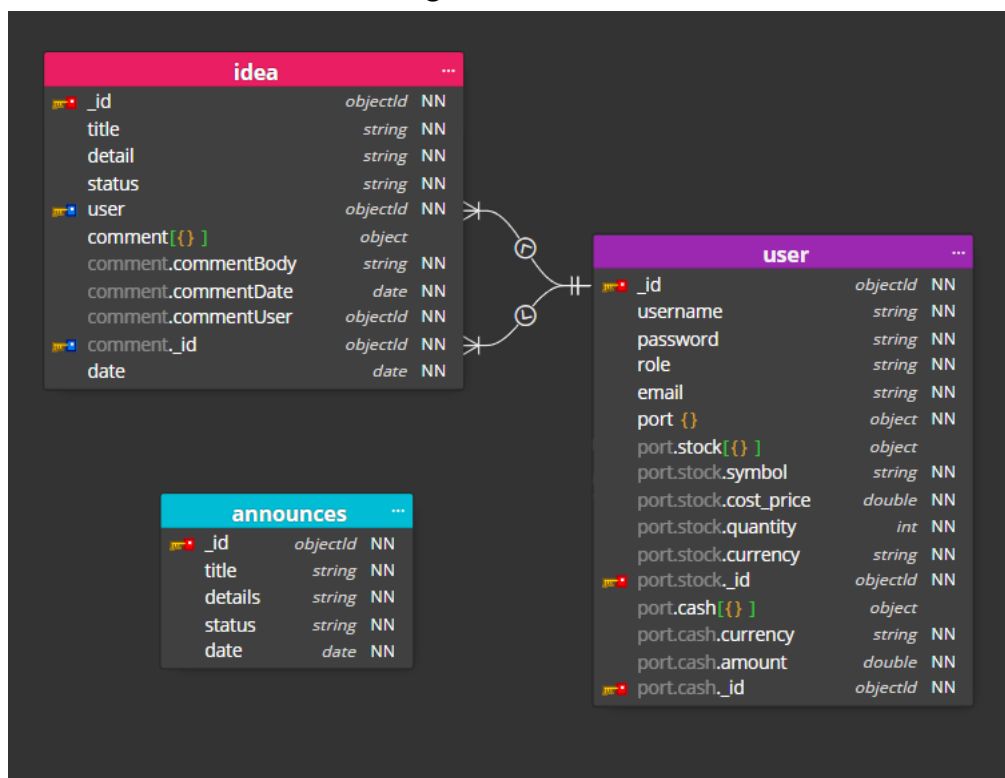 idea ...
_id objectId NN
title string NN
detail string NN
status string NN
user objectId NN
comment[{} ] object
comment.commentBody string NN
comment.commentDate date NN
comment.commentUser objectId NN
comment._id objectId NN
date date NN
user ...
_id objectId NN
username string NN
password string NN
role string NN
email string NN
port {} object NN
port.stock[{} ] object
port.stock.symbol string NN
port.stock.cost_price double NN
port.stock.quantity int NN
port.stock.currency string NN
port.stock._id objectId NN
port.cash[{} ] object
port.cash.currency string NN
port.cash.amount double NN
port.cash._id objectId NN
announces ...
_id objectId NN
title string NN
details string NN
status string NN
date date NN